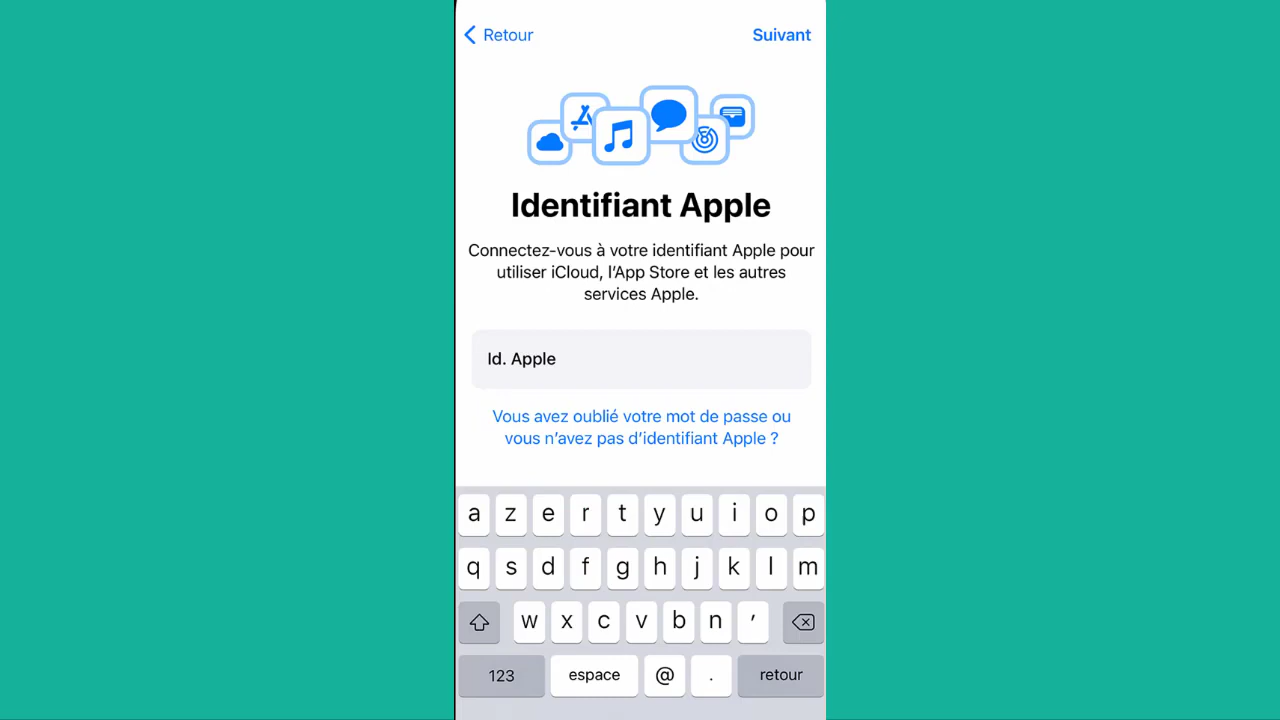 Retour
Suivant
Identifiant Apple
Connectez-vous à votre identifiant Apple pour
utiliser iCloud, l’App Store et les autres
services Apple.
Id. Apple
Vous avez oublié votre mot de passe ou
vous n’avez pas d’identifiant Apple ?
a z e r t y u i o p
q s d f g h j k l m
w x c v b n ’
123 espace @ . retour